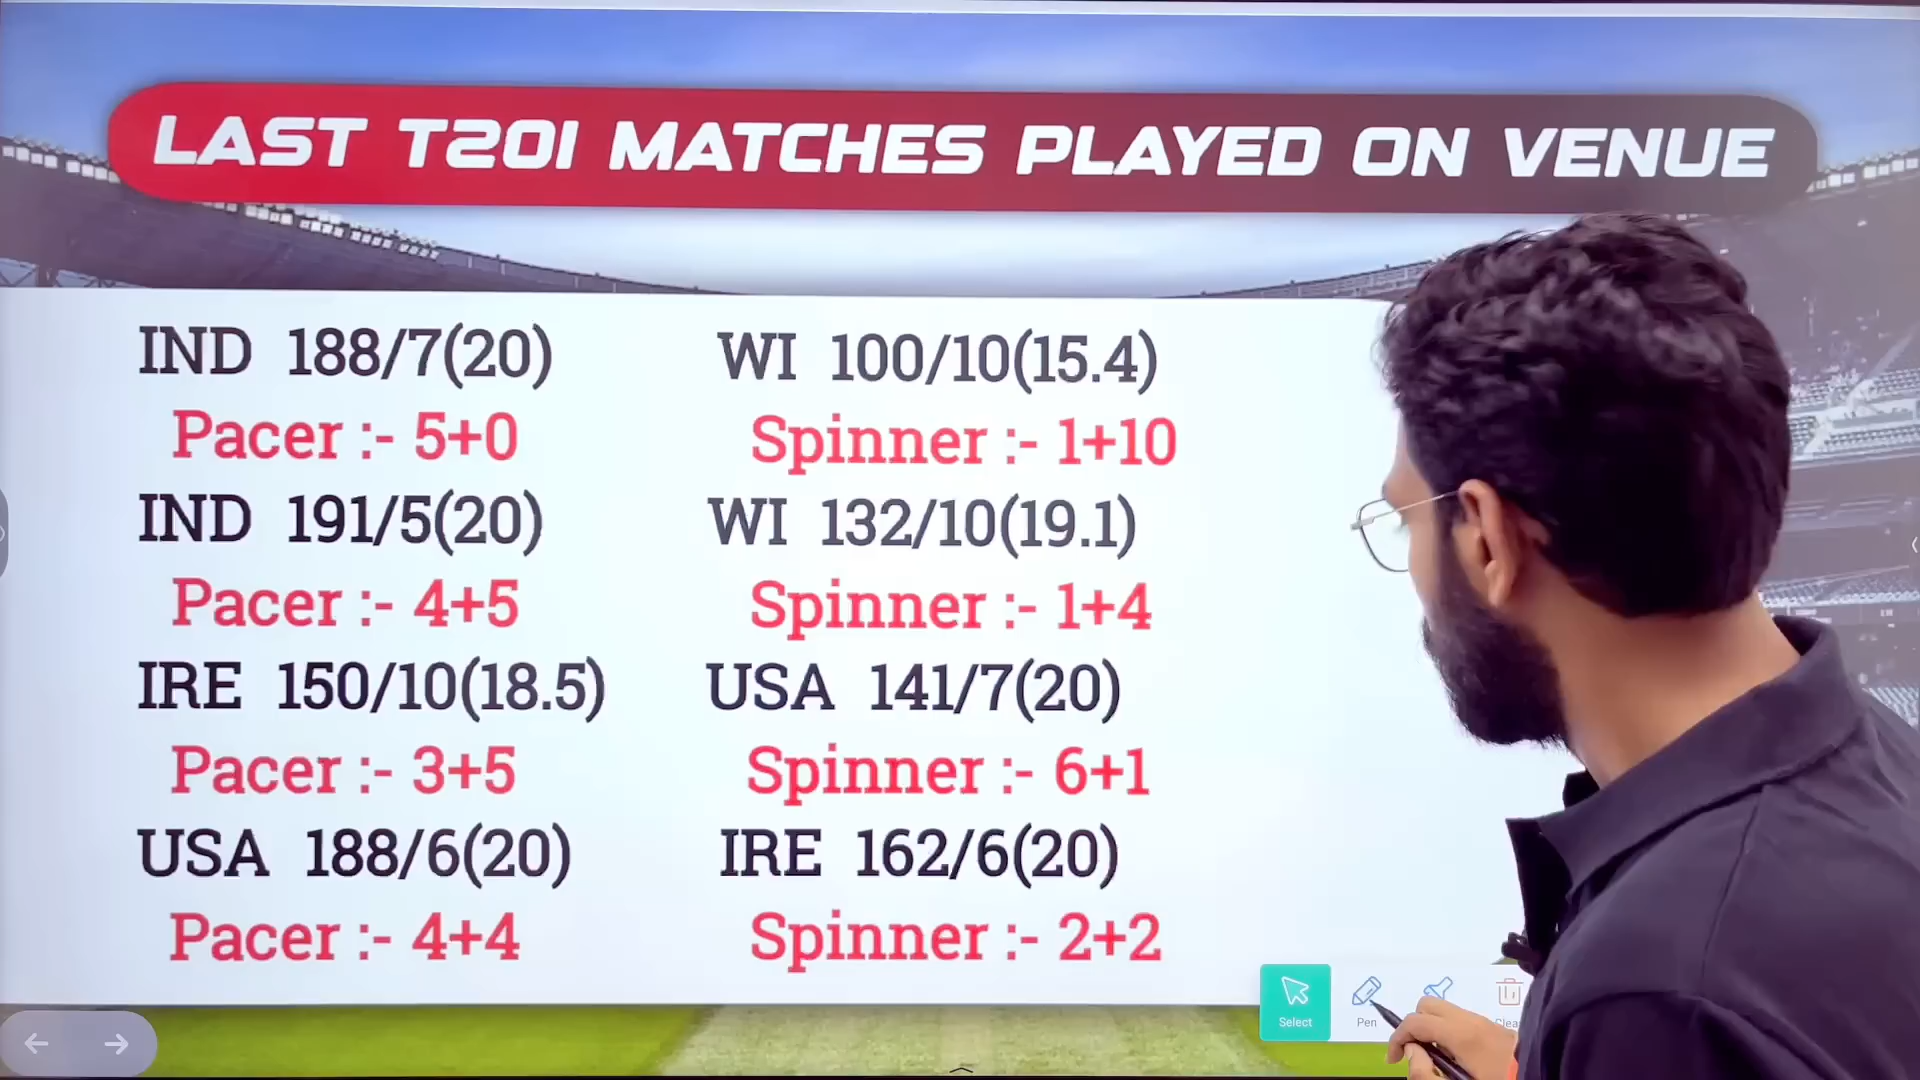 LAST T20I MATCHES PLAYED ON VENUE
IND 188/7(20) WI 100/10(15.4)
Pacer :- 5+0 Spinner :- 1+10
IND 191/5(20) WI 132/10(19.1)
Pacer :- 4+5 Spinner :- 1+4
IRE 150/10(18.5) USA 141/7(20)
Pacer :- 3+5 Spinner :- 6+1
USA 188/6(20) IRE 162/6(20)
Pacer :- 4+4 Spinner :- 2+2
Select Pen